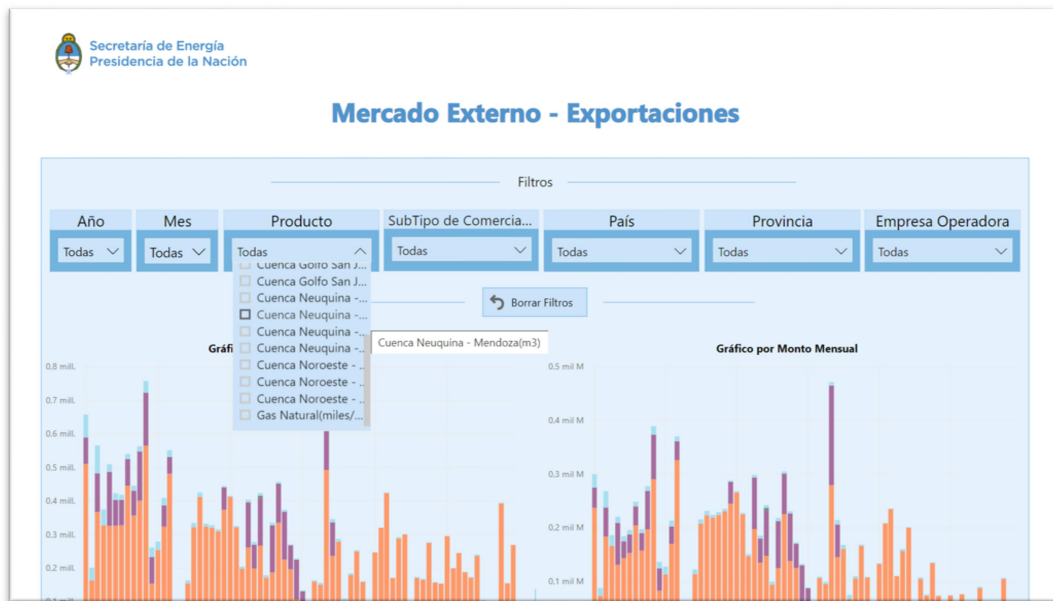 Secretaría de Energía
Presidencia de la Nación
Mercado Externo - Exportaciones
Filtros
Año
Mes
Producto
SubTipo de Comercia...
País
Provincia
Empresa Operadora
Todas
Todas
Todas
Todas
Todas
Todas
Todas
Cuenca Golfo San J...
Cuenca Golfo San J...
Cuenca Neuquina -...
Cuenca Neuquina -...
Cuenca Neuquina -...
Cuenca Neuquina -...
Cuenca Noroeste - ...
Cuenca Noroeste - ...
Cuenca Noroeste - ...
Gas Natural(miles/...
Borrar Filtros
Cuenca Neuquina - Mendoza(m3)
0.8 mill.
0.7 mill.
0.6 mill.
0.5 mill.
0.4 mill.
0.3 mill.
0.2 mill.
Gráfico por Monto Mensual
0.5 mil M
0.4 mil M
0.3 mil M
0.2 mil M
0.1 mil M